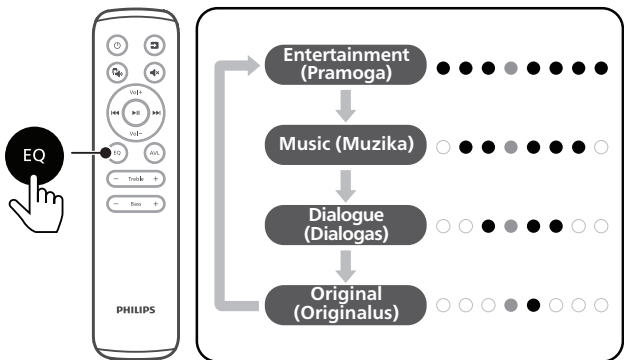 EQ
Vol+
Vol−
EQ
AVL
− Treble +
− Bass +
PHILIPS
Entertainment
(Pramoga)
Music (Muzika)
Dialogue
(Dialogas)
Original
(Originalus)